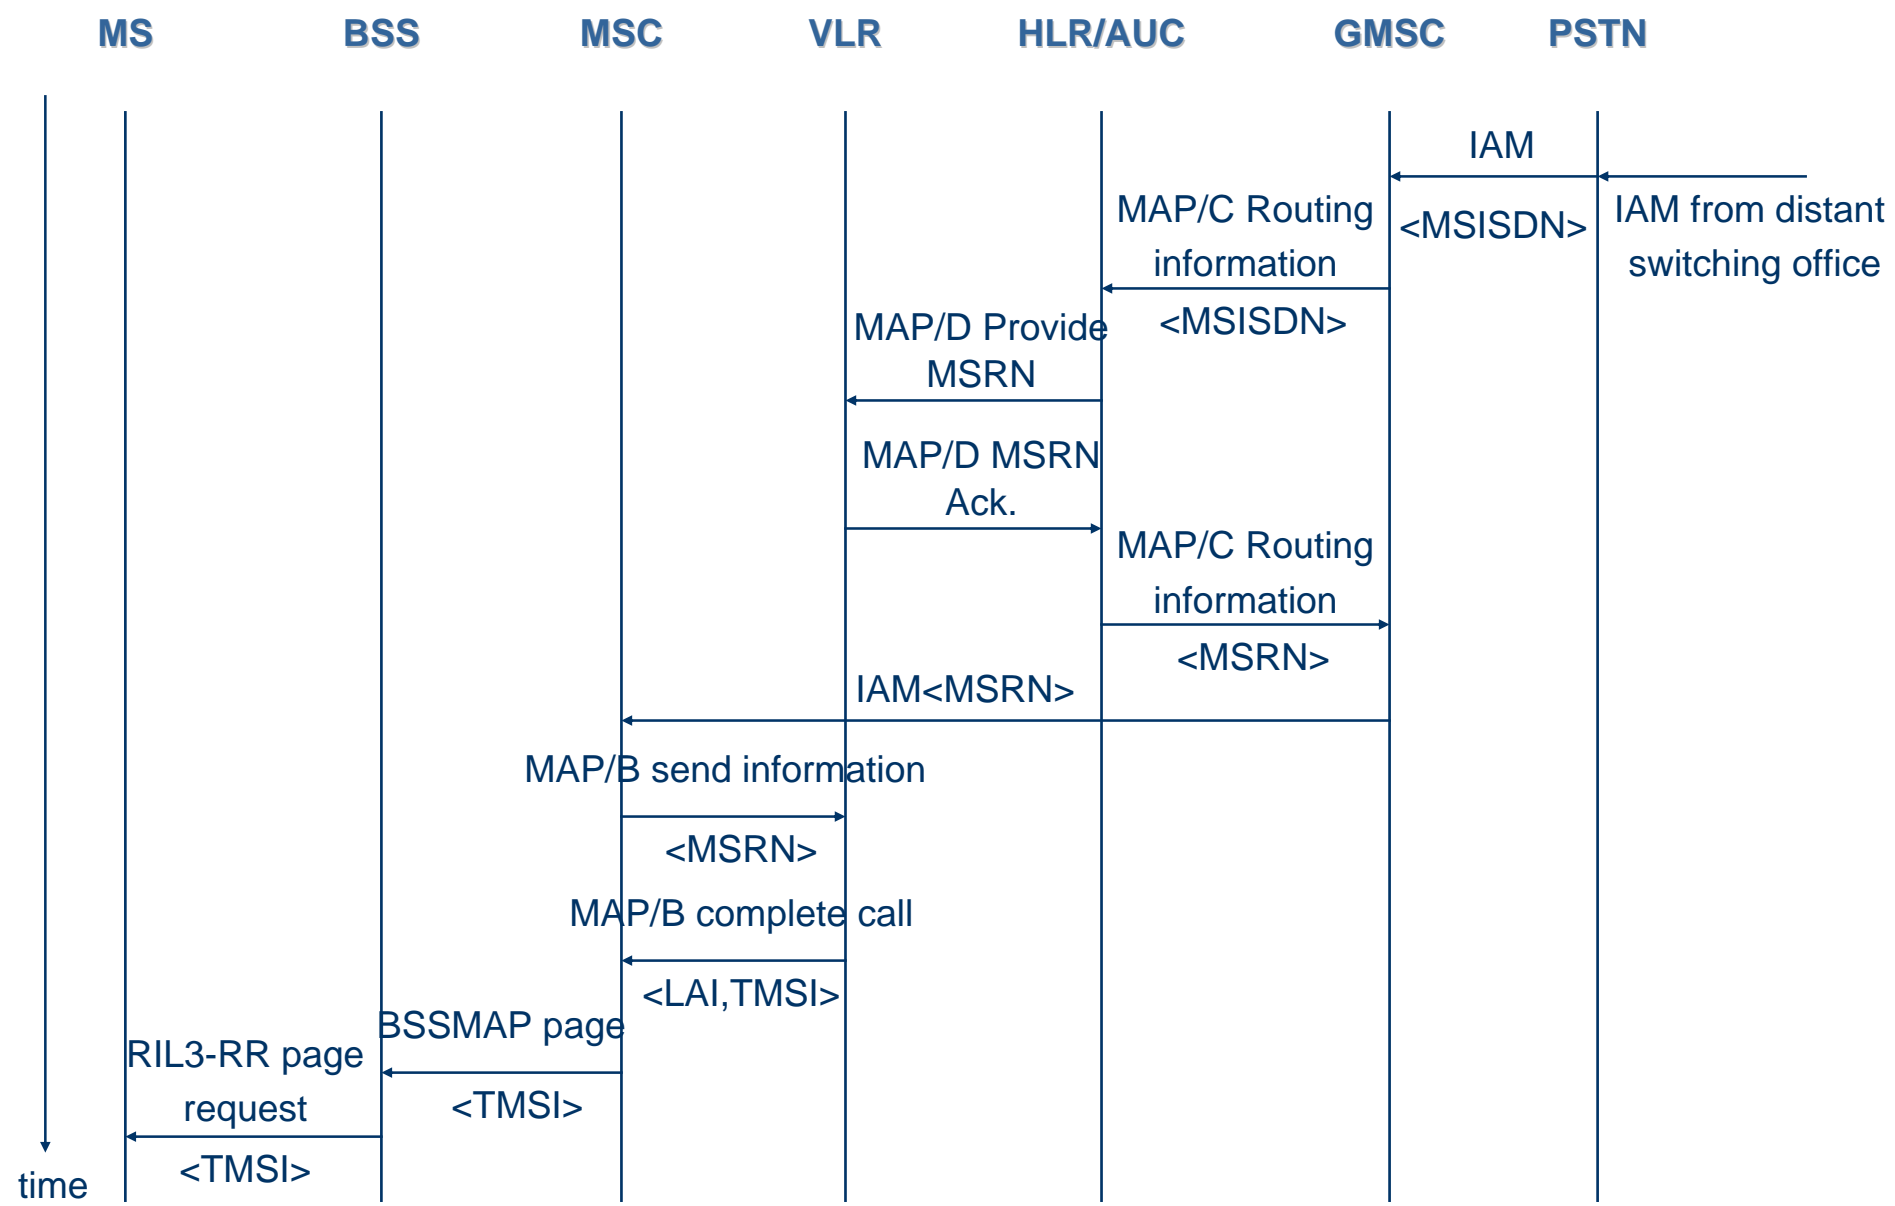 MS BSS MSC VLR HLR/AUC GMSC PSTN
IAM
<MSISDN>
IAM from distant
switching office
MAP/C Routing
information
<MSISDN>
MAP/D Provide
MSRN
MAP/D MSRN
Ack.
MAP/C Routing
information
<MSRN>
IAM<MSRN>
MAP/B send information
<MSRN>
MAP/B complete call
<LAI,TMSI>
BSSMAP page
<TMSI>
RIL3-RR page
request
<TMSI>
time